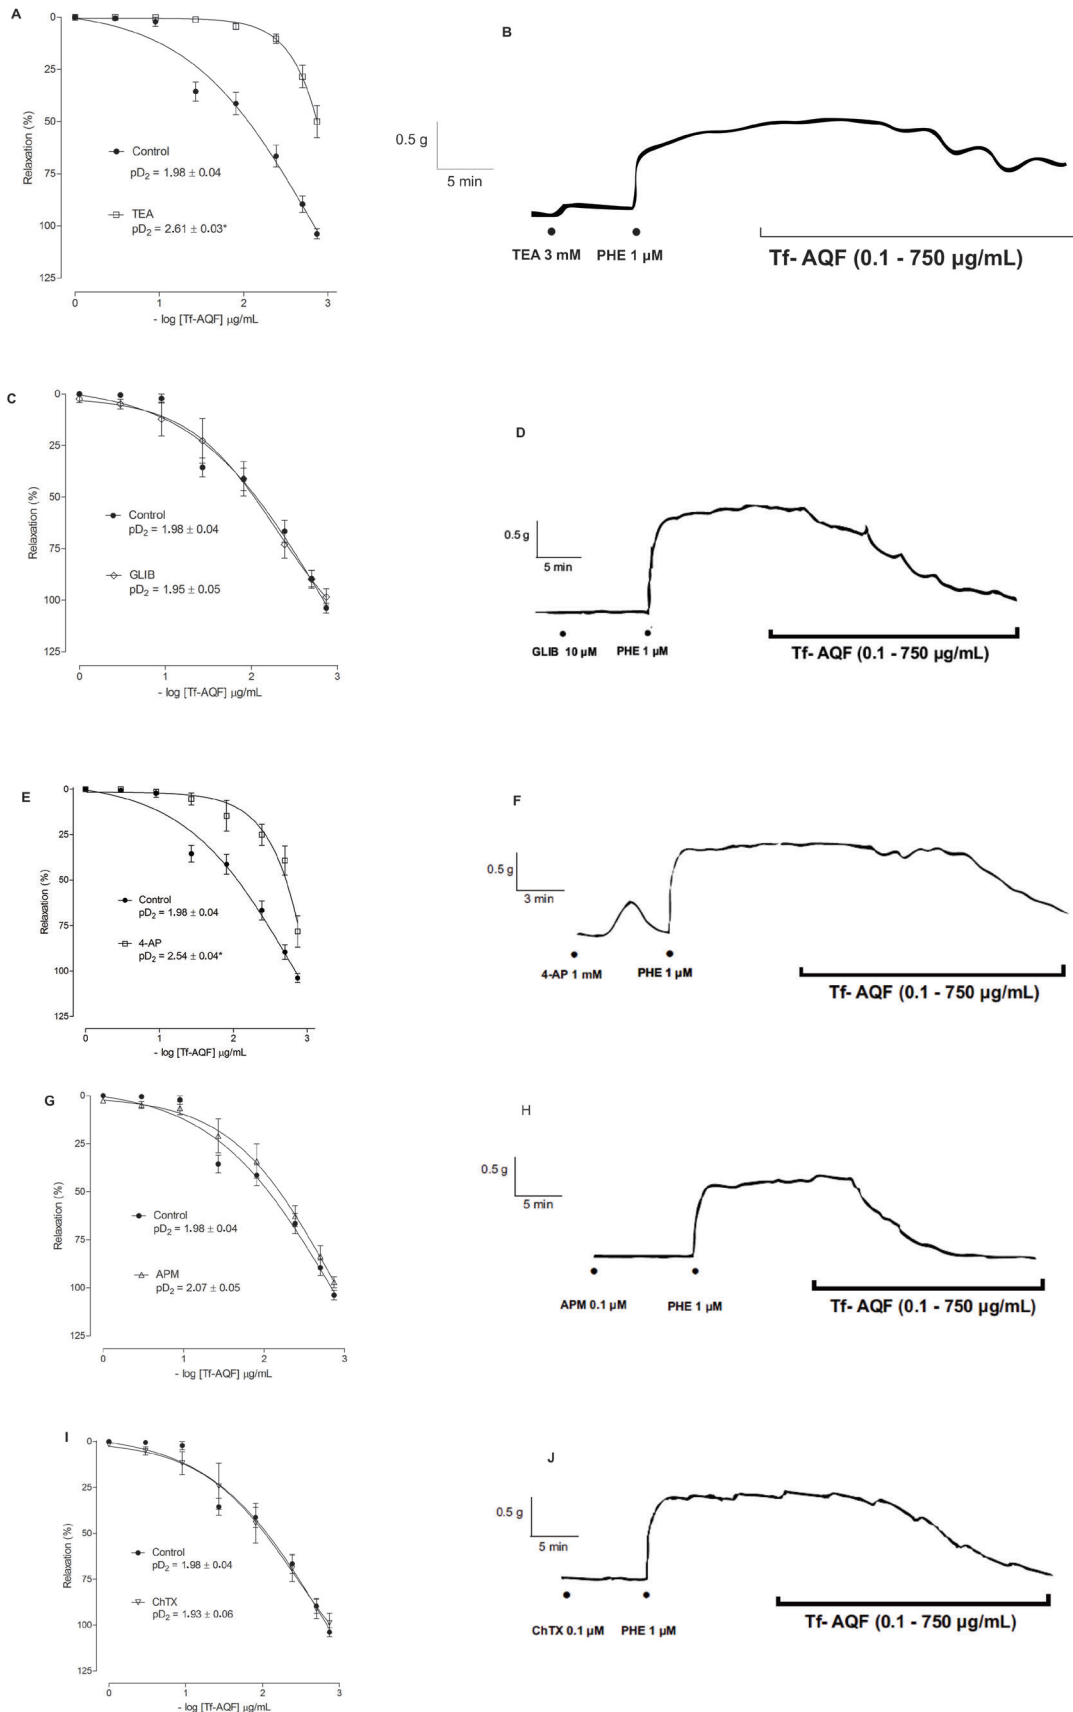 A
0
25
50
75
100
125
Relaxation (%)
Control
pD2 = 1.98 ± 0.04
TEA
pD2 = 2.61 ± 0.03*
0 1 2 3
- log [Tf-AQF] µg/mL
B
0.5 g
5 min
TEA 3 mM PHE 1 µM
Tf- AQF (0.1 - 750 µg/mL)
C
0
25
50
75
100
125
Relaxation (%)
Control
pD2 = 1.98 ± 0.04
GLIB
pD2 = 1.95 ± 0.05
0 1 2 3
- log [Tf-AQF] µg/mL
D
0.5 g
5 min
GLIB 10 µM PHE 1 µM
Tf- AQF (0.1 - 750 µg/mL)
E
0
25
50
75
100
125
Relaxation (%)
Control
pD2 = 1.98 ± 0.04
4-AP
pD2 = 2.54 ± 0.04*
0 1 2 3
- log [Tf-AQF] µg/mL
F
0.5 g
3 min
4-AP 1 mM PHE 1 µM
Tf- AQF (0.1 - 750 µg/mL)
G
0
25
50
75
100
125
Relaxation (%)
Control
pD2 = 1.98 ± 0.04
APM
pD2 = 2.07 ± 0.05
0 1 2 3
- log [Tf-AQF] µg/mL
H
0.5 g
5 min
APM 0.1 µM PHE 1 µM
Tf- AQF (0.1 - 750 µg/mL)
I
0
25
50
75
100
125
Relaxation (%)
Control
pD2 = 1.98 ± 0.04
ChTX
pD2 = 1.93 ± 0.06
0 1 2 3
- log [Tf-AQF] µg/mL
J
0.5 g
5 min
ChTX 0.1 µM PHE 1 µM
Tf- AQF (0.1 - 750 µg/mL)